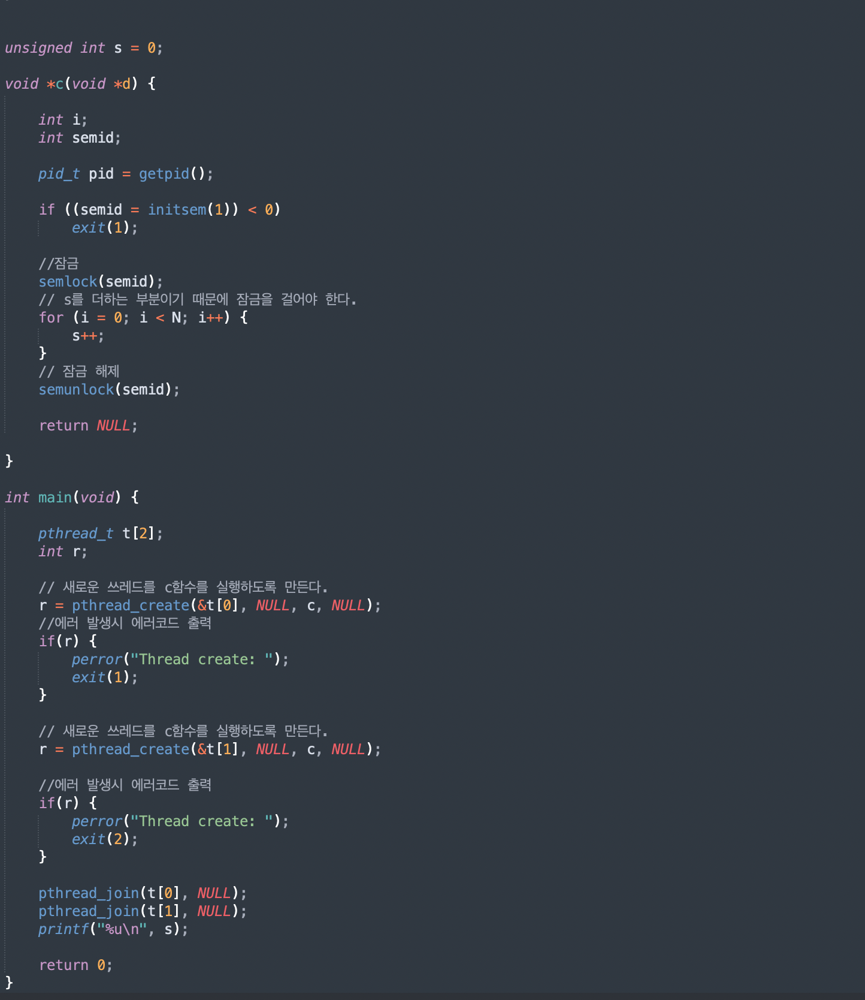 unsigned int s = 0;
void *c(void *d) {
int i;
int semid;
pid_t pid = getpid();
if ((semid = initsem(1)) < 0)
exit(1);
//잠금
semlock(semid);
// s를 더하는 부분이기 때문에 잠금을 걸어야 한다.
for (i = 0; i < N; i++) {
s++;
}
// 잠금 해제
semunlock(semid);
return NULL;
}
int main(void) {
pthread_t t[2];
int r;
// 새로운 쓰레드를 c함수를 실행하도록 만든다.
r = pthread_create(&t[0], NULL, c, NULL);
//에러 발생시 에러코드 출력
if(r) {
perror("Thread create: ");
exit(1);
}
// 새로운 쓰레드를 c함수를 실행하도록 만든다.
r = pthread_create(&t[1], NULL, c, NULL);
//에러 발생시 에러코드 출력
if(r) {
perror("Thread create: ");
exit(2);
}
pthread_join(t[0], NULL);
pthread_join(t[1], NULL);
printf("%u\n", s);
return 0;
}